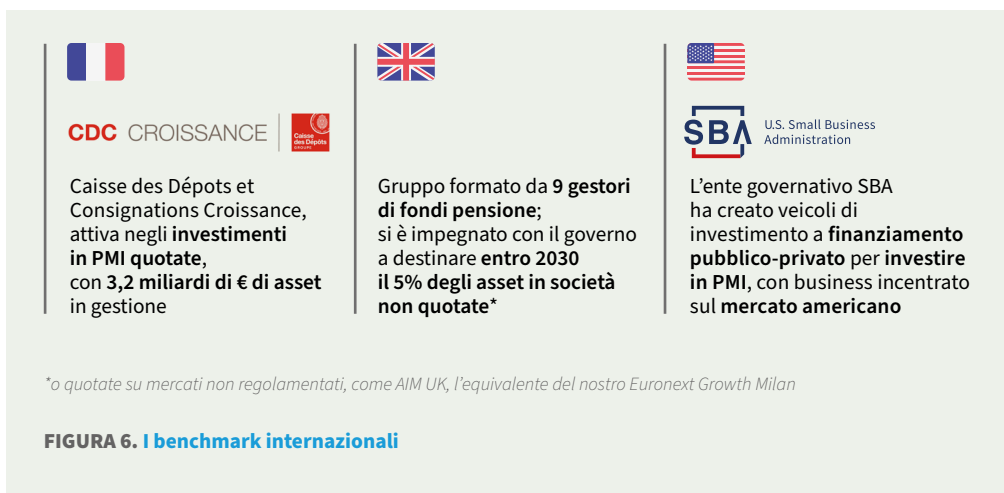 CDC CROISSANCE
Caisse
des Dépôts
GROUPE
Caisse des Dépots et
Consignations Croissance,
attiva negli investimenti
in PMI quotate,
con 3,2 miliardi di € di asset
in gestione
Gruppo formato da 9 gestori
di fondi pensione;
si è impegnato con il governo
a destinare entro 2030
il 5% degli asset in società
non quotate*
SBA
U.S. Small Business
Administration
L’ente governativo SBA
ha creato veicoli di
investimento a finanziamento
pubblico-privato per investire
in PMI, con business incentrato
sul mercato americano
*o quotate su mercati non regolamentati, come AIM UK, l’equivalente del nostro Euronext Growth Milan
FIGURA 6. I benchmark internazionali